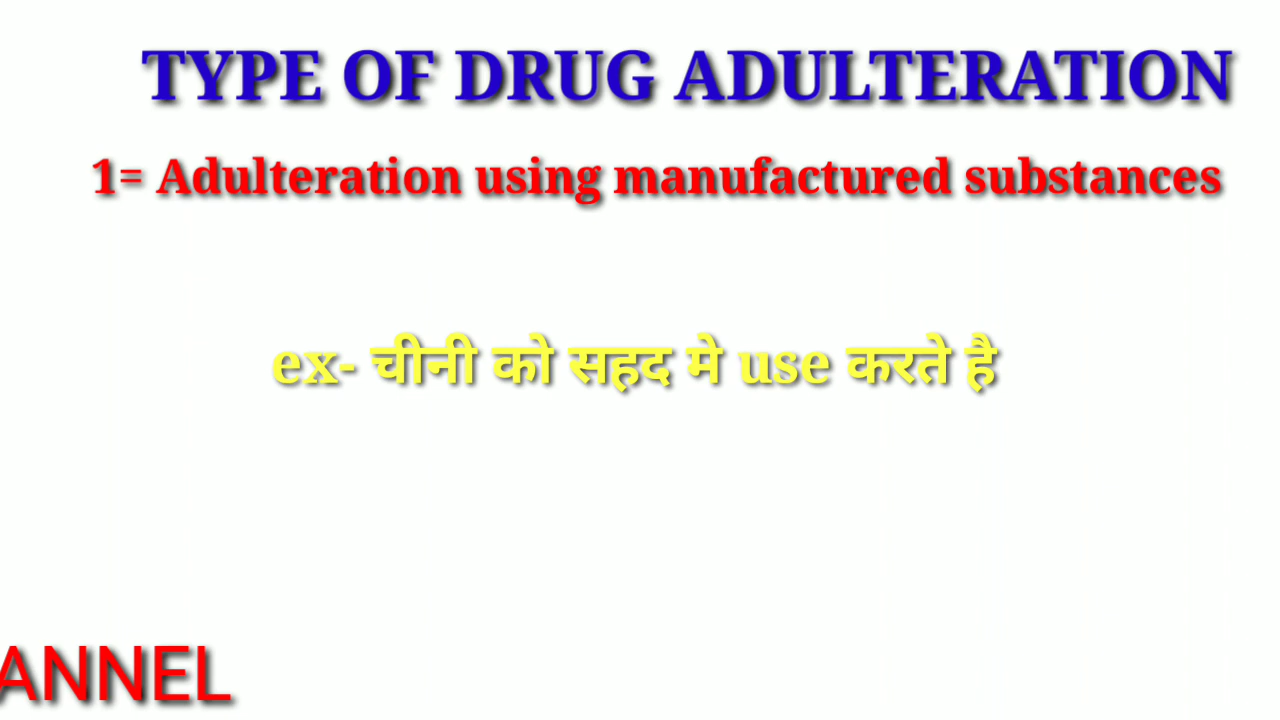 TYPE OF DRUG ADULTERATION
1= Adulteration using manufactured substances
ex- चीनी को सहद मे use करते है
ANNEL